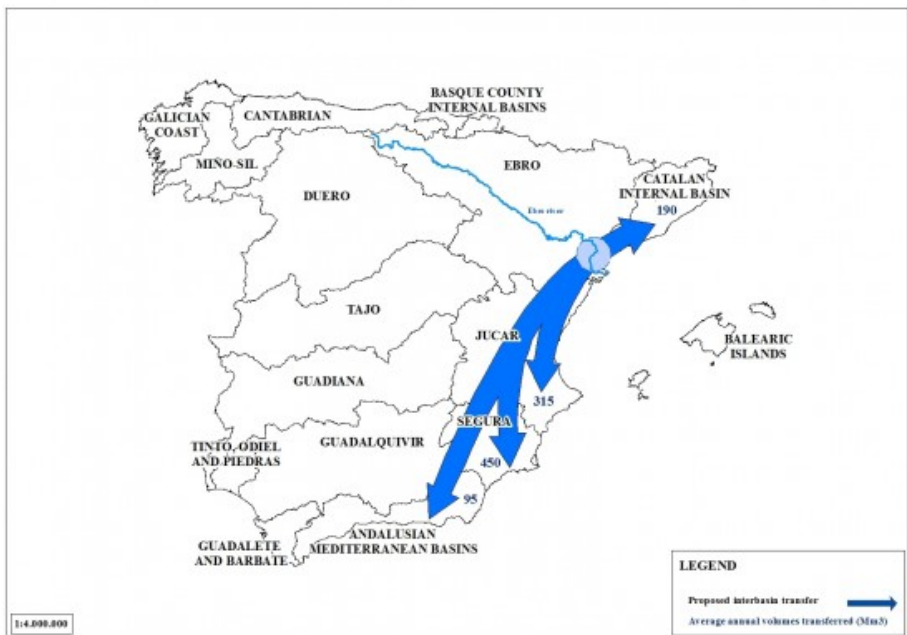 BASQUE COUNTY
INTERNAL BASINS
GALICIAN
COAST
CANTABRIAN
MIÑO-SIL
EBRO
CATALAN
INTERNAL BASIN
190
DUERO
Ebro river
TAJO
JUCAR
BALEARIC
ISLANDS
GUADIANA
315
SEGURA
GUADALQUIVIR
TINTO, ODIEL
AND PIEDRAS
450
95
ANDALUSIAN
MEDITERRANEAN BASINS
GUADALETE
AND BARBATE
LEGEND
Proposed interbasin transfer
Average annual volumes transferred (Mm3)
1:4.000.000